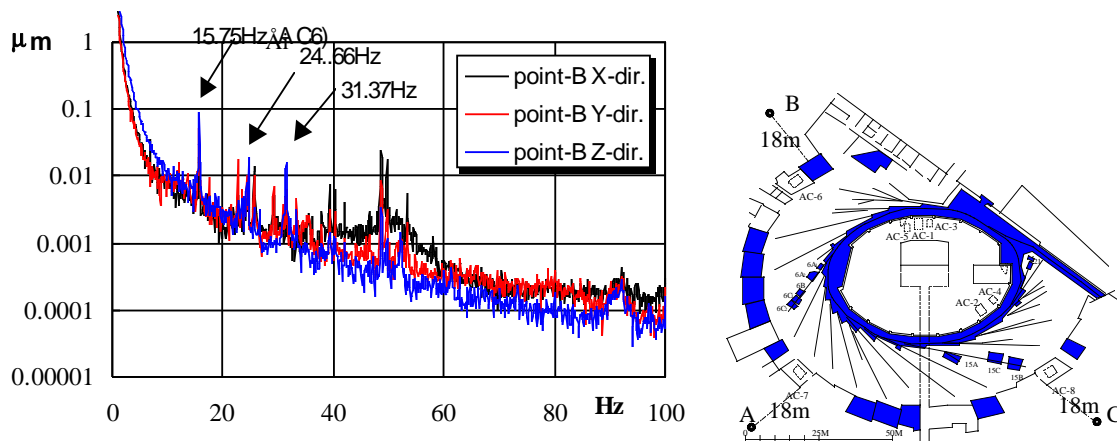 μm
1
0.1
0.01
0.001
0.0001
0.00001
0
20
40
60
Hz
80
100
15.75Hz ÅiAC6)
24..66Hz
31.37Hz
point-B X-dir.
point-B Y-dir.
point-B Z-dir.
B
18m
AC-6
AC-5
AC-1
AC-3
6A
6A
6B
6C
6C
AC-4
AC-2
15A
15C
15B
AC-7
AC-8
A
18m
18m
C
0
25M
50M